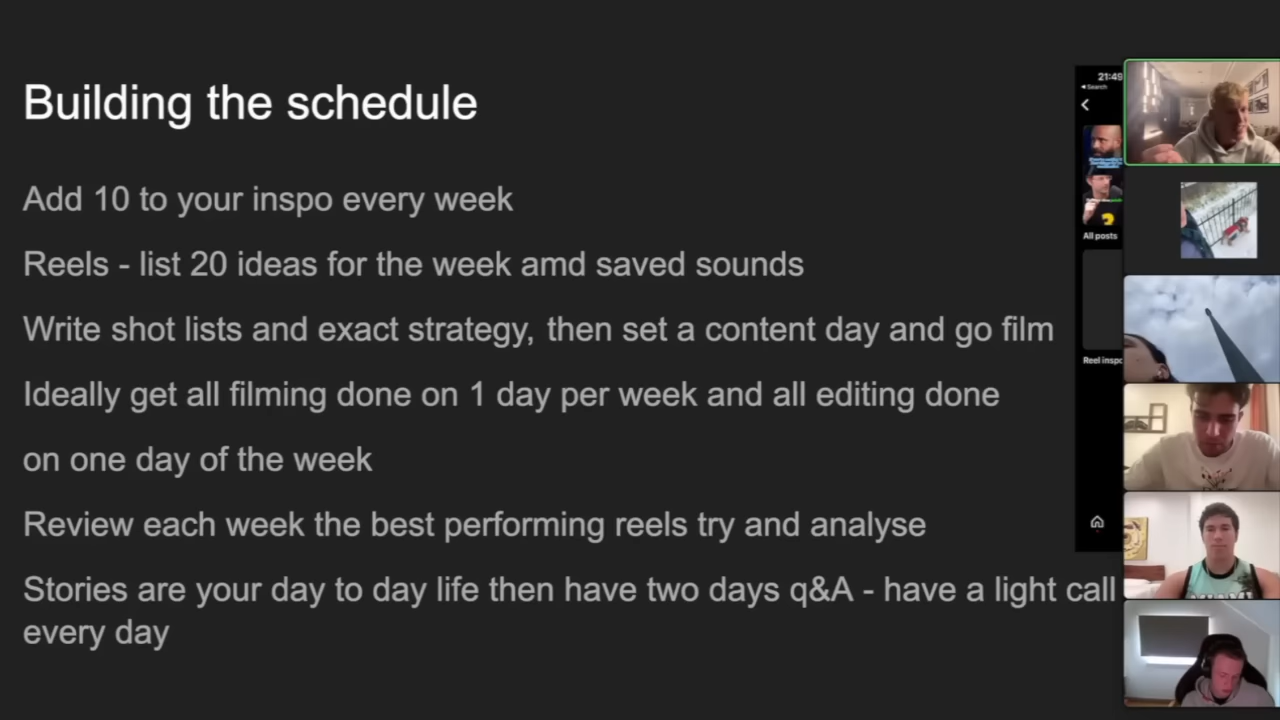 Building the schedule
Add 10 to your inspo every week
Reels - list 20 ideas for the week amd saved sounds
Write shot lists and exact strategy, then set a content day and go film
Ideally get all filming done on 1 day per week and all editing done
on one day of the week
Review each week the best performing reels try and analyse
Stories are your day to day life then have two days q&A - have a light call
every day
21:49
Search
All posts
Reel inspo